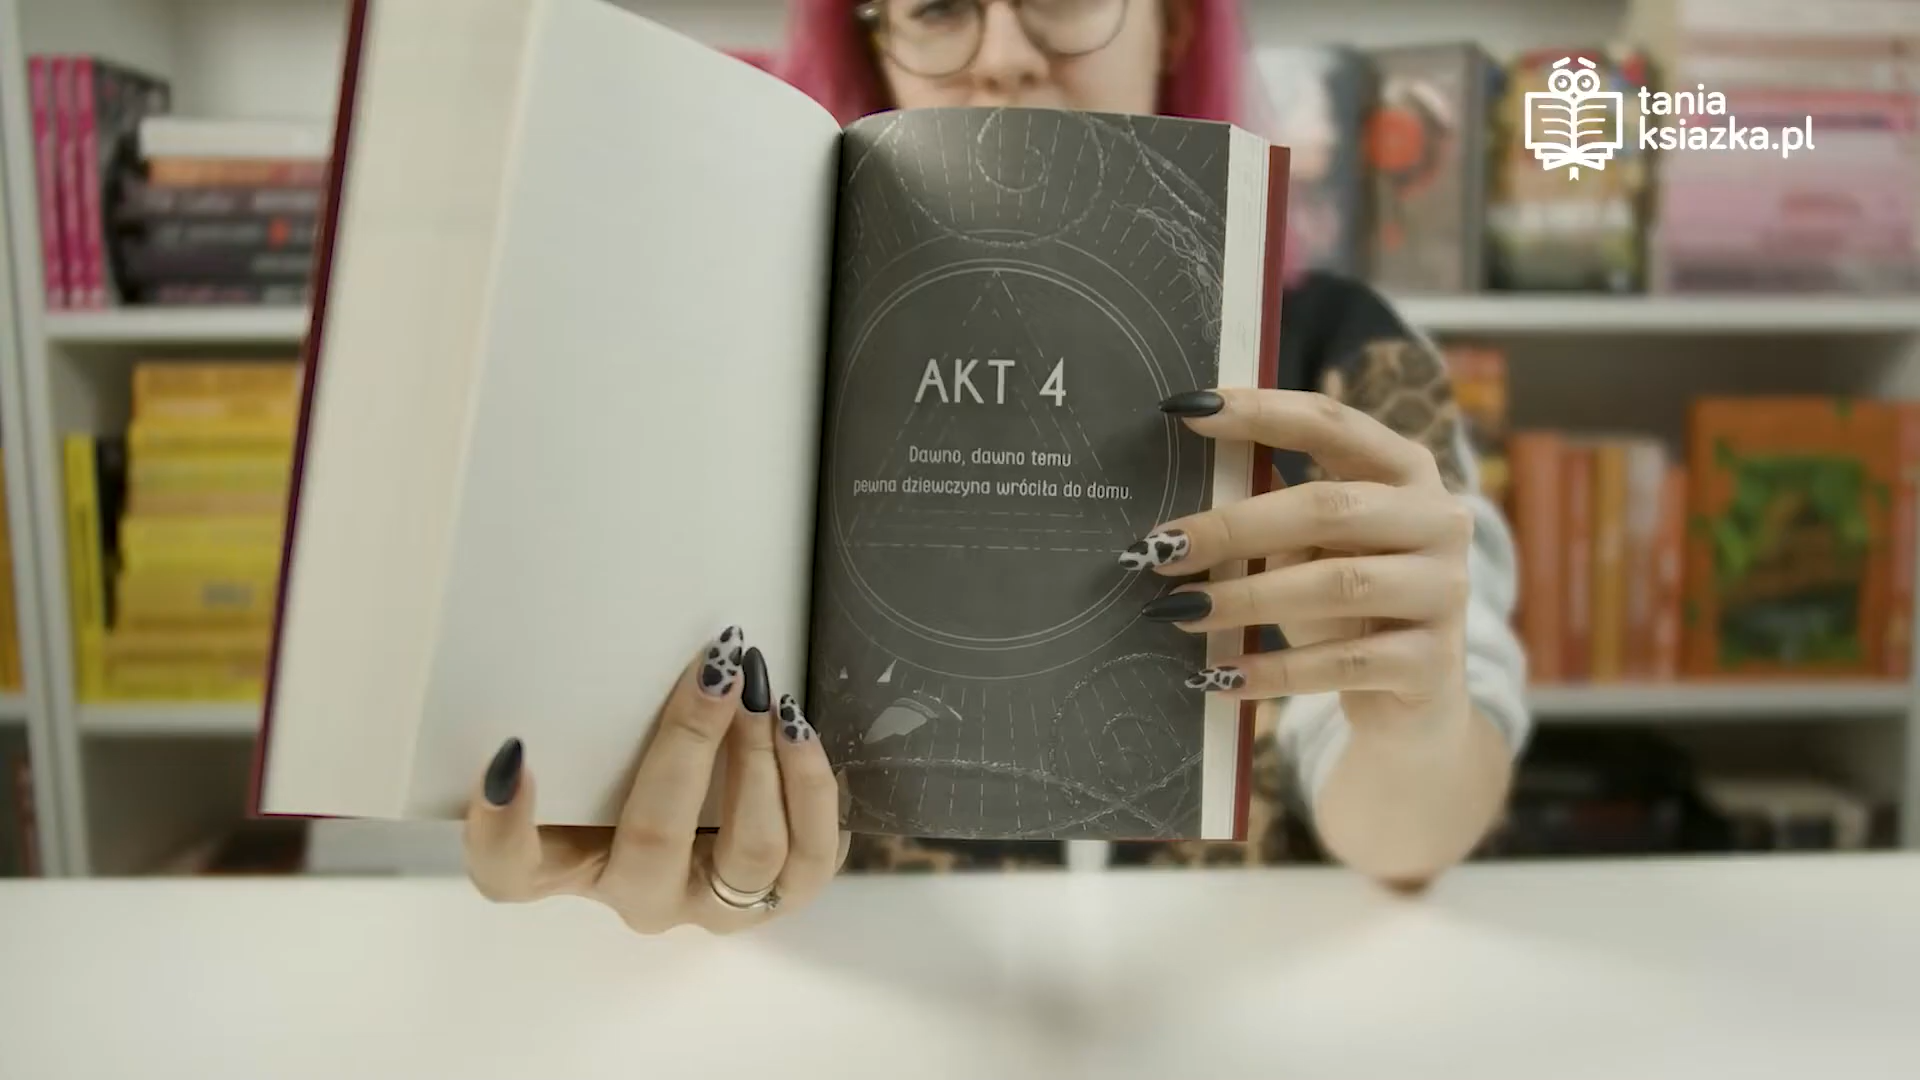 tania
ksiazka.pl
AKT 4
Dawno, dawno temu
pewna dziewczyna wróciła do domu.